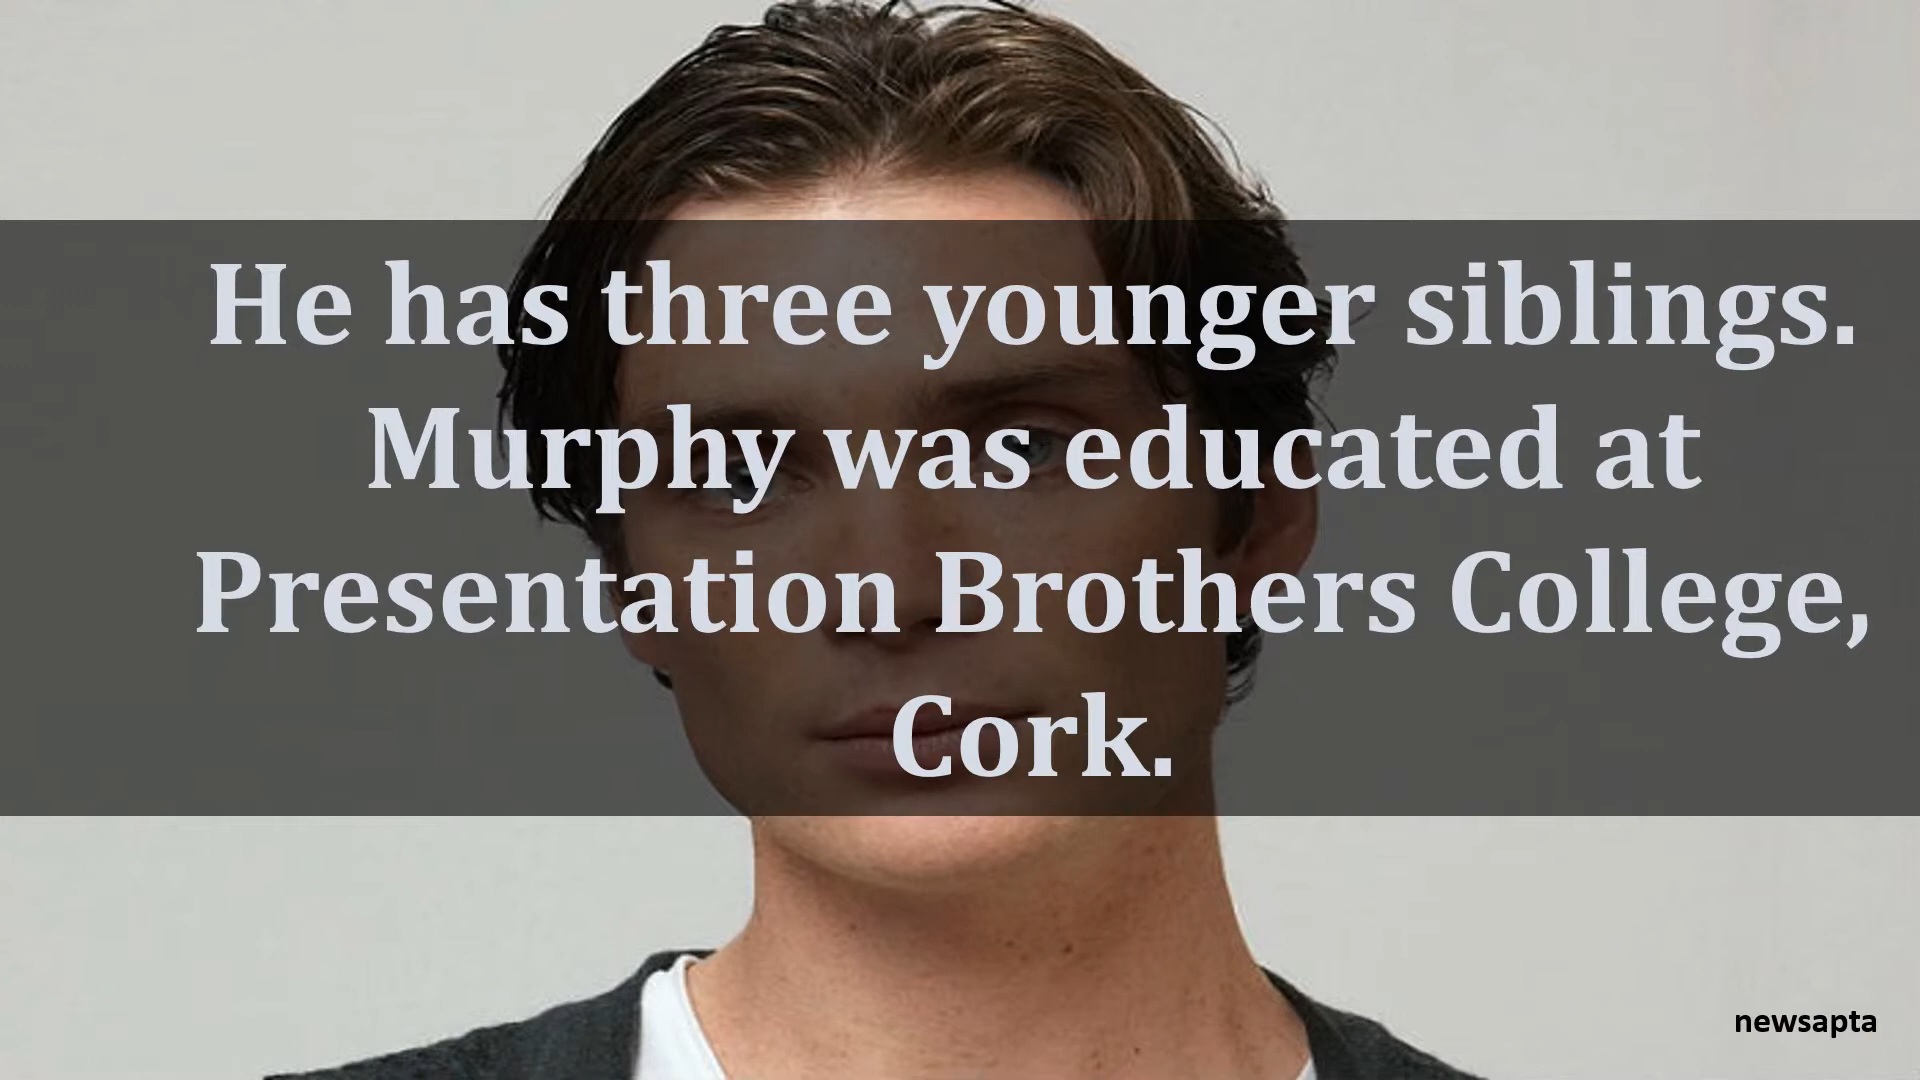 He has three younger siblings.
Murphy was educated at
Presentation Brothers College,
Cork.
newsapta